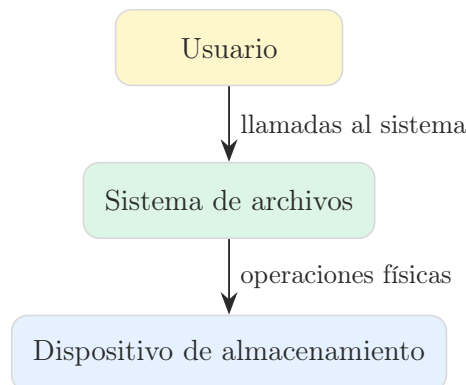 Usuario
llamadas al sistema
Sistema de archivos
operaciones físicas
Dispositivo de almacenamiento